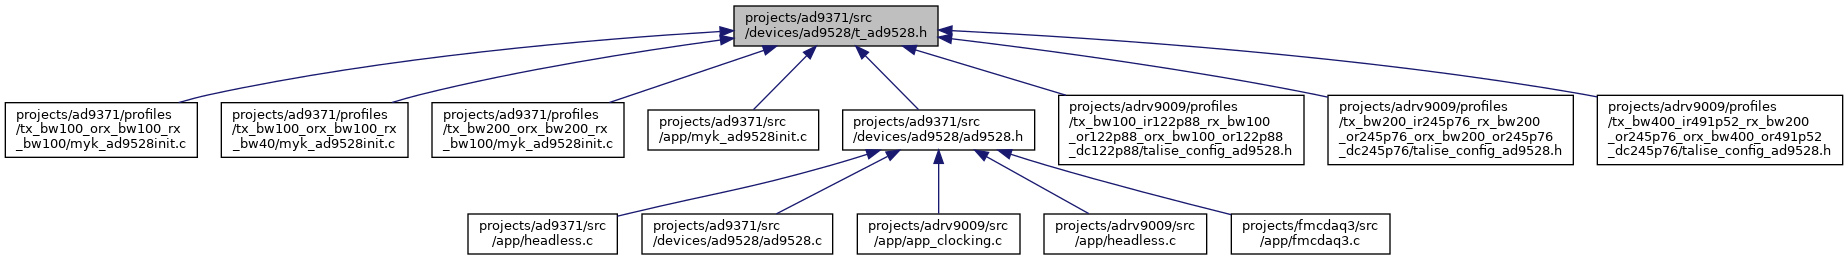 projects/ad9371/src
/devices/ad9528/t_ad9528.h
projects/ad9371/profiles
/tx_bw100_orx_bw100_rx
_bw100/myk_ad9528init.c
projects/ad9371/profiles
/tx_bw100_orx_bw100_rx
_bw40/myk_ad9528init.c
projects/ad9371/profiles
/tx_bw200_orx_bw200_rx
_bw100/myk_ad9528init.c
projects/ad9371/src
/app/myk_ad9528init.c
projects/ad9371/src
/devices/ad9528/ad9528.h
projects/adrv9009/profiles
/tx_bw100_ir122p88_rx_bw100
_or122p88_orx_bw100_or122p88
_dc122p88/talise_config_ad9528.h
projects/adrv9009/profiles
/tx_bw200_ir245p76_rx_bw200
_or245p76_orx_bw200_or245p76
_dc245p76/talise_config_ad9528.h
projects/adrv9009/profiles
/tx_bw400_ir491p52_rx_bw200
_or245p76_orx_bw400_or491p52
_dc245p76/talise_config_ad9528.h
projects/ad9371/src
/app/headless.c
projects/ad9371/src
/devices/ad9528/ad9528.c
projects/adrv9009/src
/app/app_clocking.c
projects/adrv9009/src
/app/headless.c
projects/fmcdaq3/src
/app/fmcdaq3.c